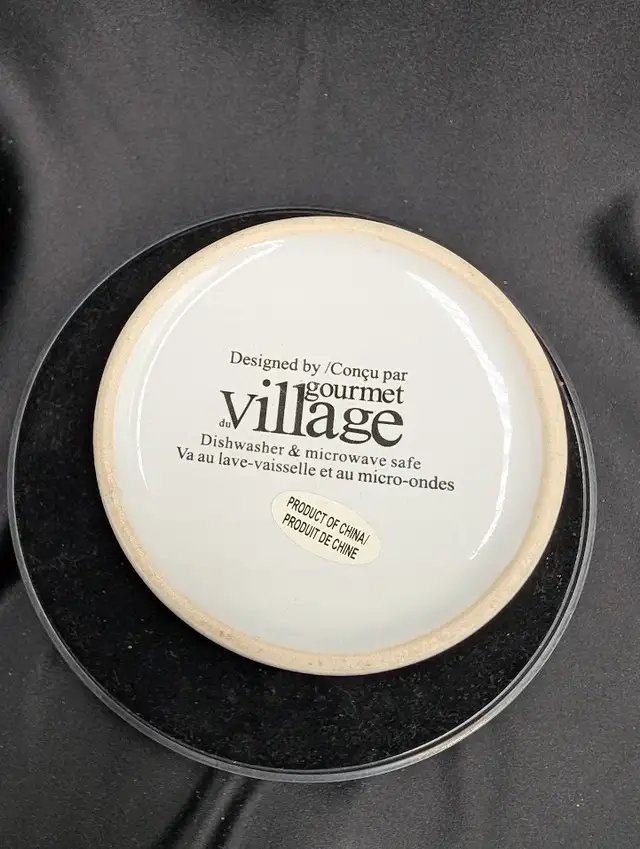 Designed by /Conçu par
gourmet
du village
Dishwasher & microwave safe
Va au lave-vaisselle et au micro-ondes
PRODUCT OF CHINA/
PRODUIT DE CHINE